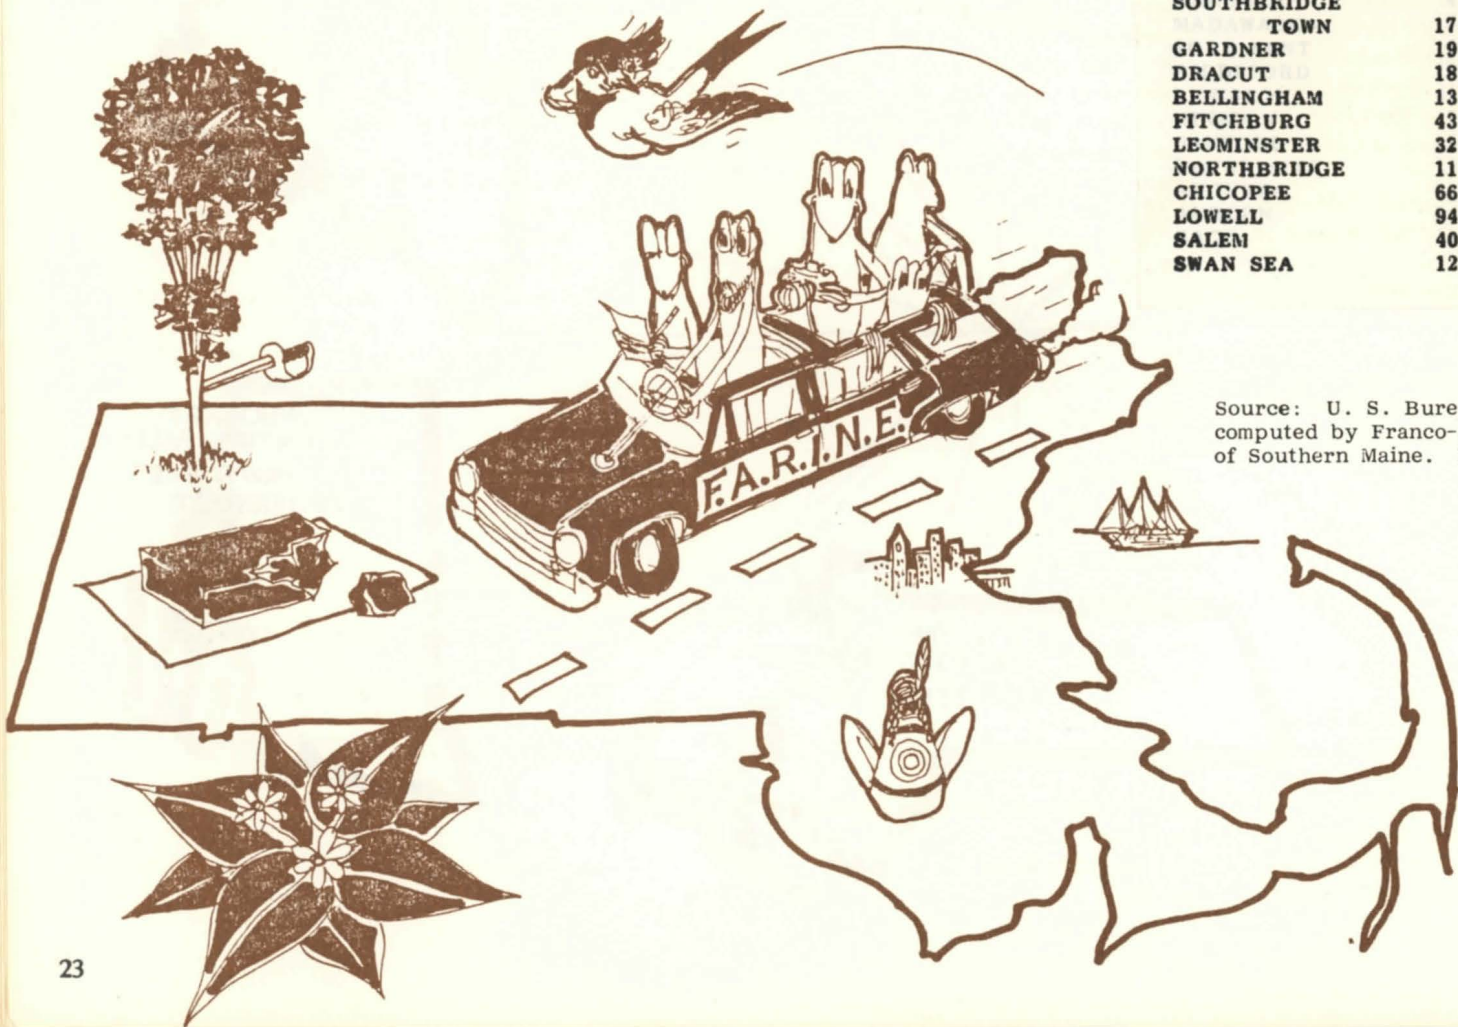 TOWN 17
GARDNER 19
DRACUT 18
BELLINGHAM 13
FITCHBURG 43
LEOMINSTER 32
NORTHBRIDGE 11
CHICOPEE 66
LOWELL 94
SALEM 40
SWAN SEA 12
Source: U. S. Bure
computed by Franco-
of Southern Maine.
F.A.R.I.N.E.
23